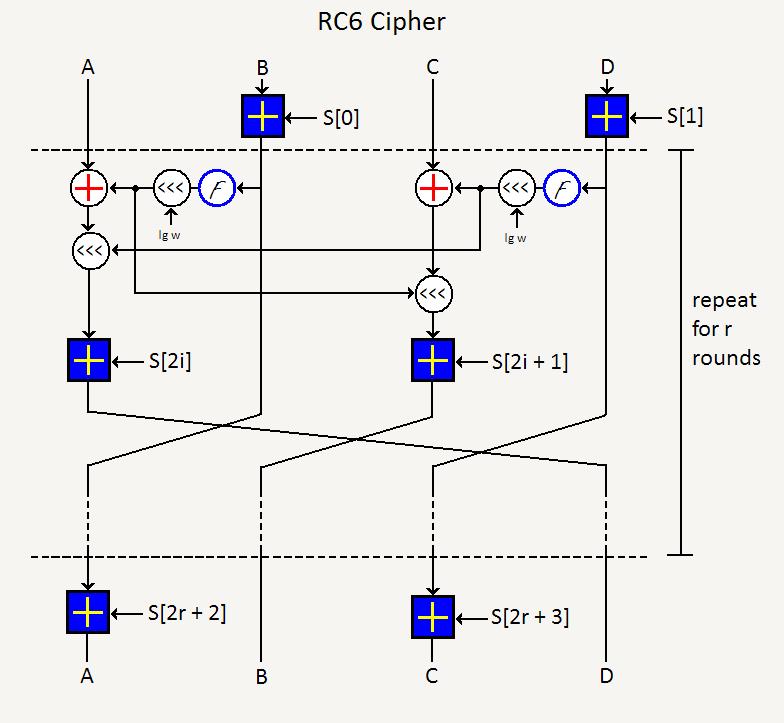 RC6 Cipher
A B C D
S[0] S[1]
<<< F <<< F
lg w lg w
<<<
<<<
repeat
for r
rounds
S[2i] S[2i + 1]
S[2r + 2] S[2r + 3]
A B C D